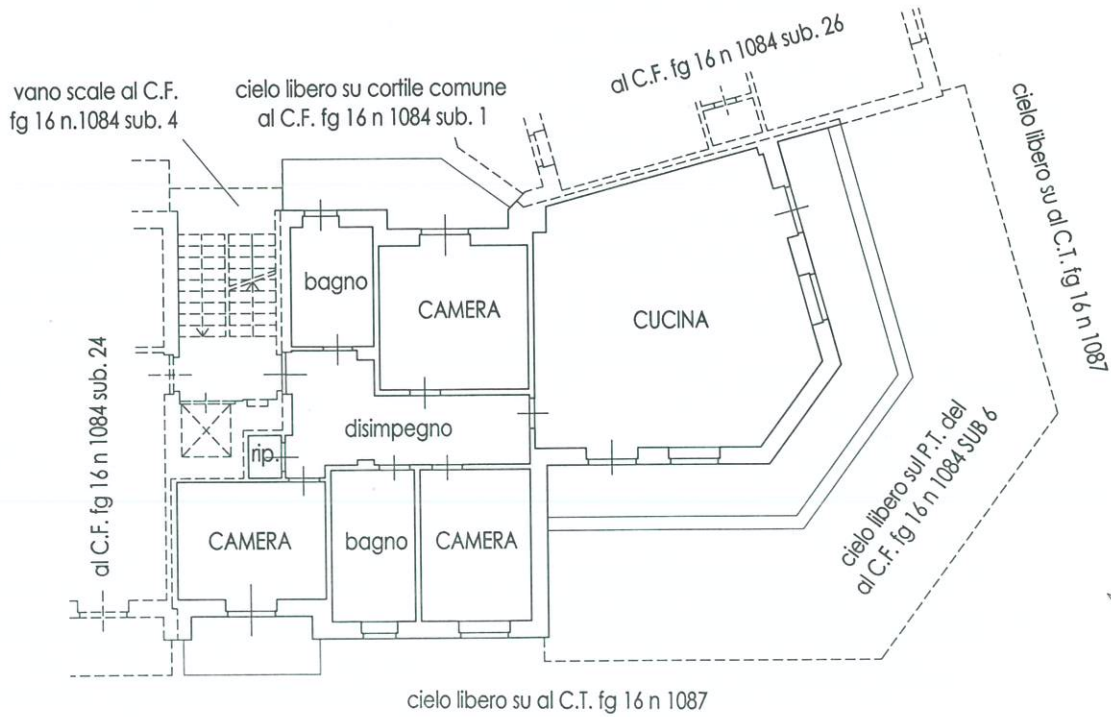 al C.F. fg 16 n 1084 sub. 26
vano scale al C.F.
fg 16 n.1084 sub. 4
cielo libero su cortile comune
al C.F. fg 16 n 1084 sub. 1
cielo libero su al C.T. fg 16 n 1087
bagno
CAMERA
CUCINA
al C.F. fg 16 n 1084 sub. 24
disimpegno
rip.
CAMERA
bagno
CAMERA
cielo libero sul P.T. del
al C.F. fg 16 n 1084 SUB 6
cielo libero su al C.T. fg 16 n 1087